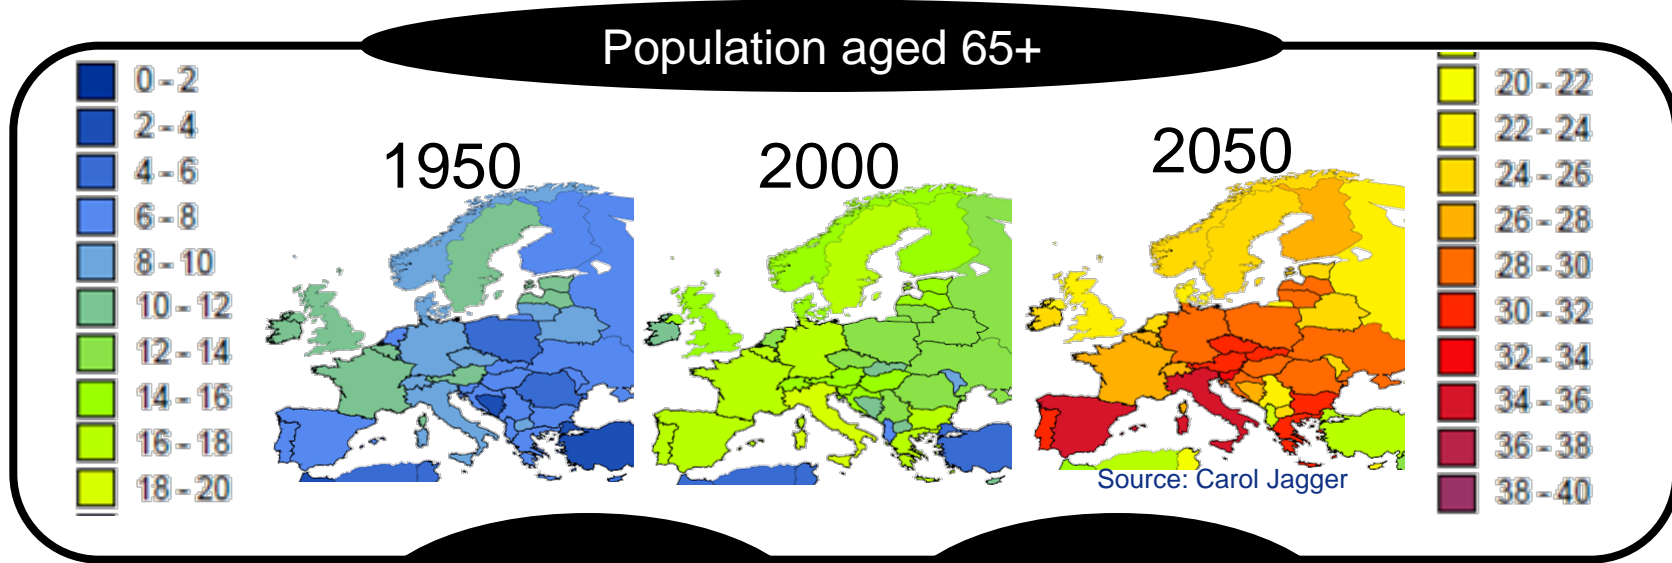 Population aged 65+
0 - 2
2 - 4
4 - 6
6 - 8
8 - 10
10 - 12
12 - 14
14 - 16
16 - 18
18 - 20
1950
2000
2050
20 - 22
22 - 24
24 - 26
26 - 28
28 - 30
30 - 32
32 - 34
34 - 36
36 - 38
38 - 40
Source: Carol Jagger